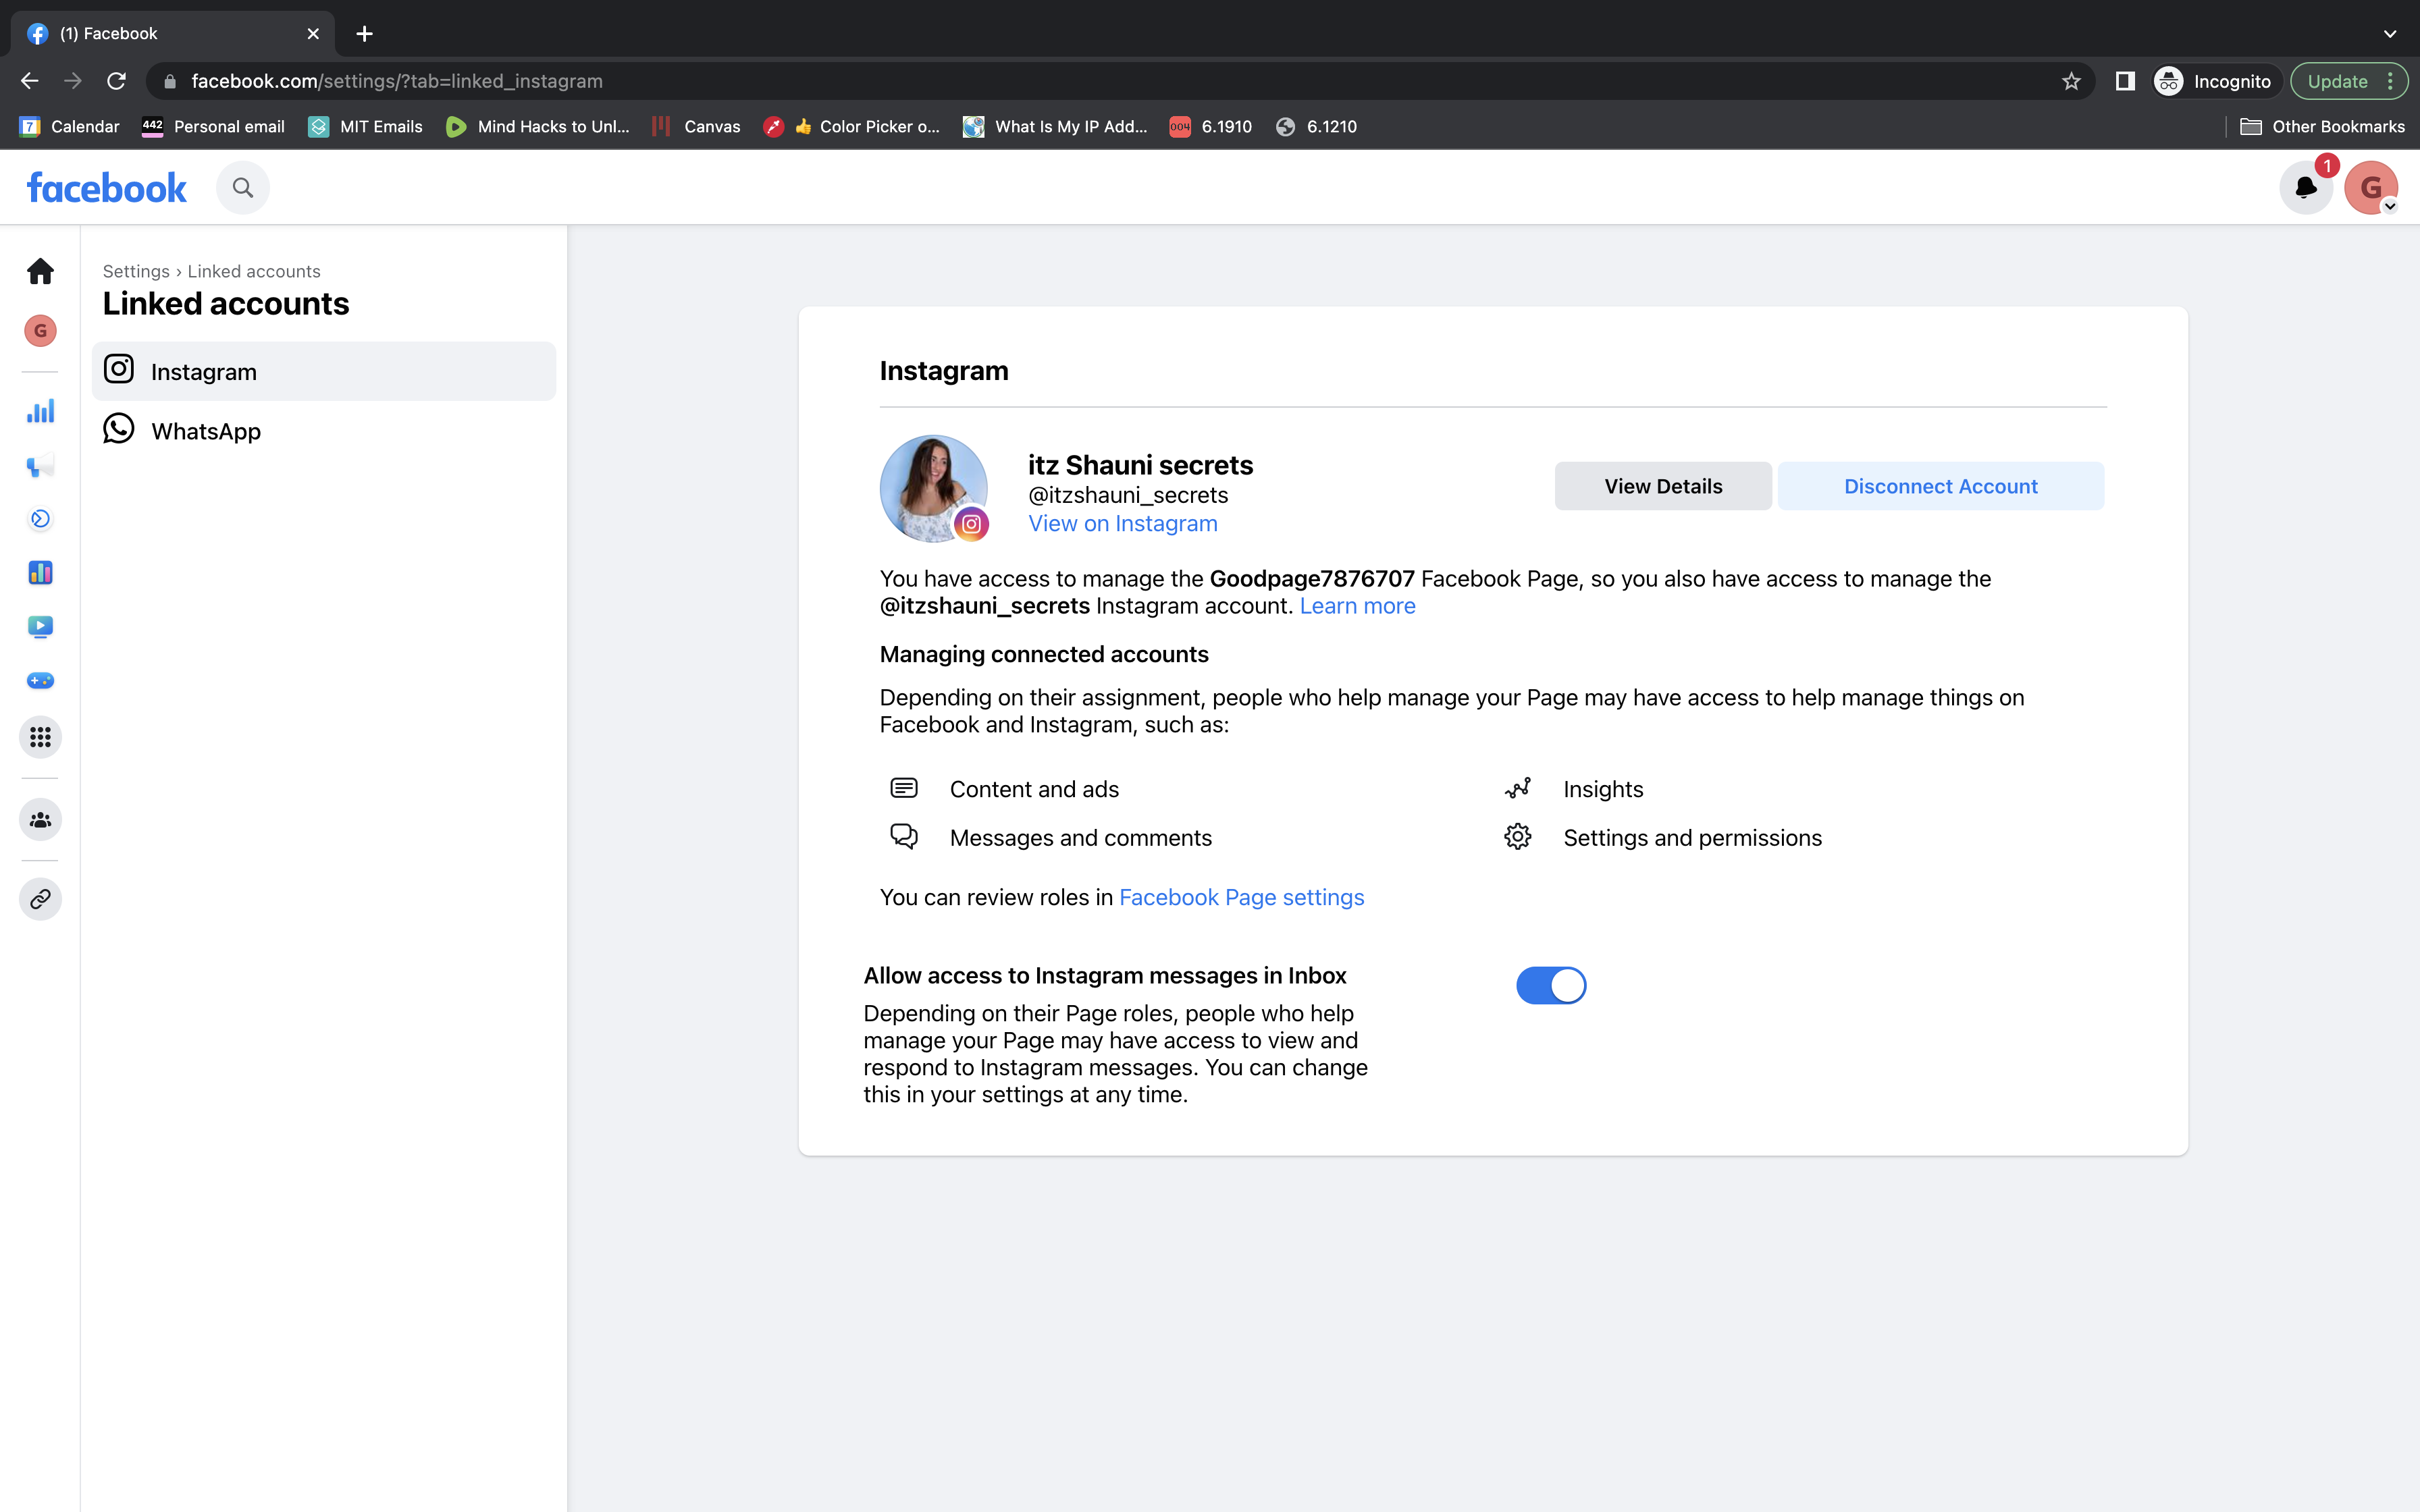 (1) Facebook
facebook.com/settings/?tab=linked_instagram
Incognito
Update
7 Calendar
442 Personal email
MIT Emails
Mind Hacks to Unl...
Canvas
👍 Color Picker o...
What Is My IP Add...
004 6.1910
6.1210
Other Bookmarks
facebook
1
G
G
Settings › Linked accounts
Linked accounts
Instagram
WhatsApp
Instagram
itz Shauni secrets
@itzshauni_secrets
View on Instagram
View Details
Disconnect Account
You have access to manage the Goodpage7876707 Facebook Page, so you also have access to manage the
@itzshauni_secrets Instagram account. Learn more
Managing connected accounts
Depending on their assignment, people who help manage your Page may have access to help manage things on
Facebook and Instagram, such as:
Content and ads
Insights
Messages and comments
Settings and permissions
You can review roles in Facebook Page settings
Allow access to Instagram messages in Inbox
Depending on their Page roles, people who help
manage your Page may have access to view and
respond to Instagram messages. You can change
this in your settings at any time.